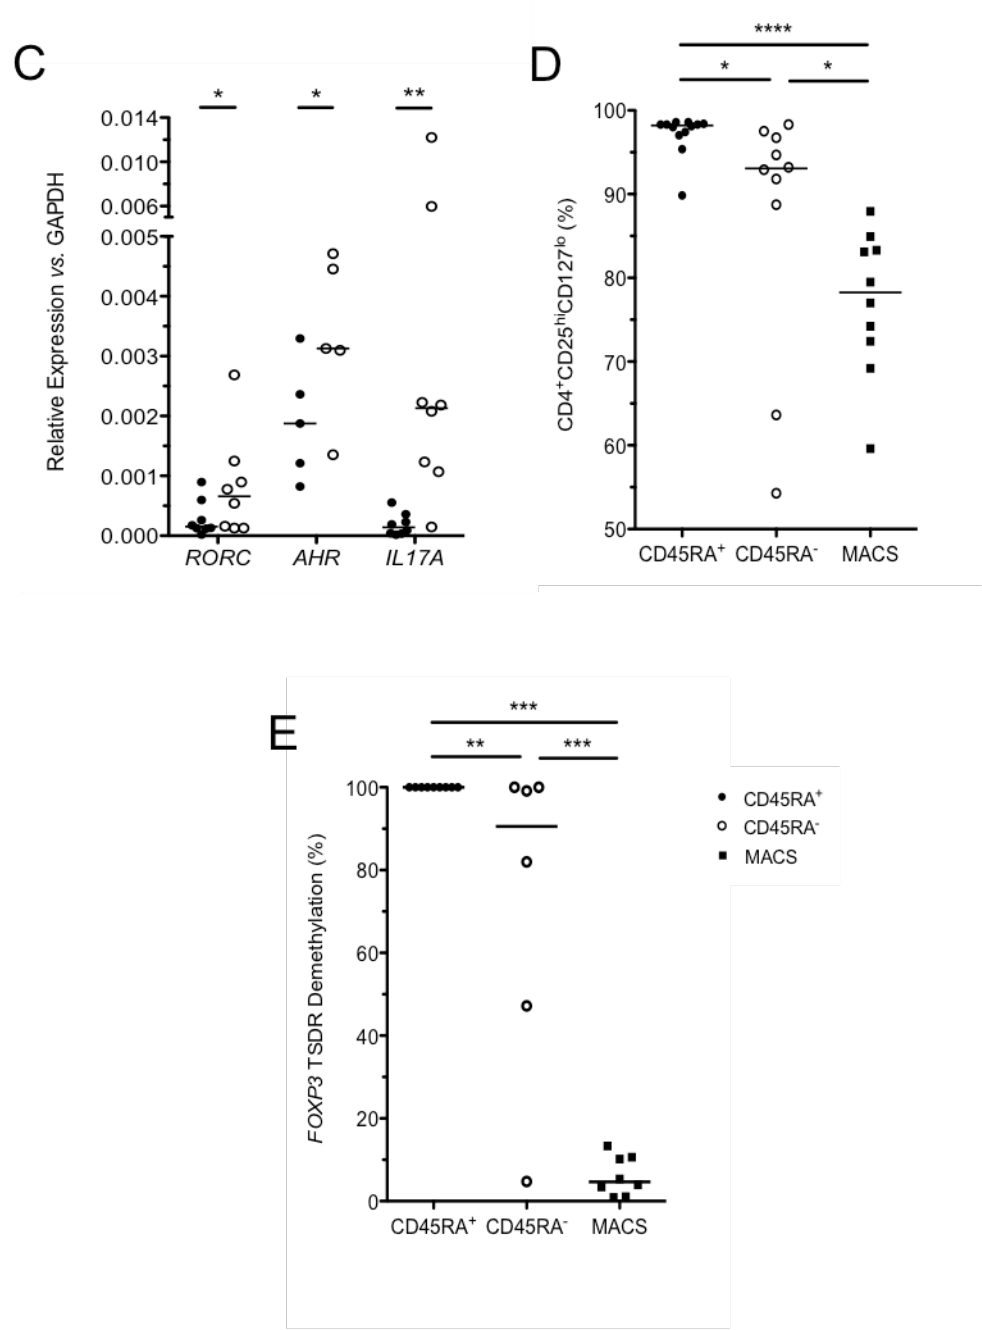 C
* * **
0.014
0.010
0.006
0.005
0.004
0.003
0.002
0.001
0.000
Relative Expression vs. GAPDH
RORC AHR IL17A
D
****
* *
100
90
80
70
60
50
CD4⁺CD25ʰⁱCD127ˡᵒ (%)
CD45RA⁺ CD45RA⁻ MACS
E
***
** ***
100
80
60
40
20
0
FOXP3 TSDR Demethylation (%)
CD45RA⁺ CD45RA⁻ MACS
CD45RA⁺
CD45RA⁻
MACS